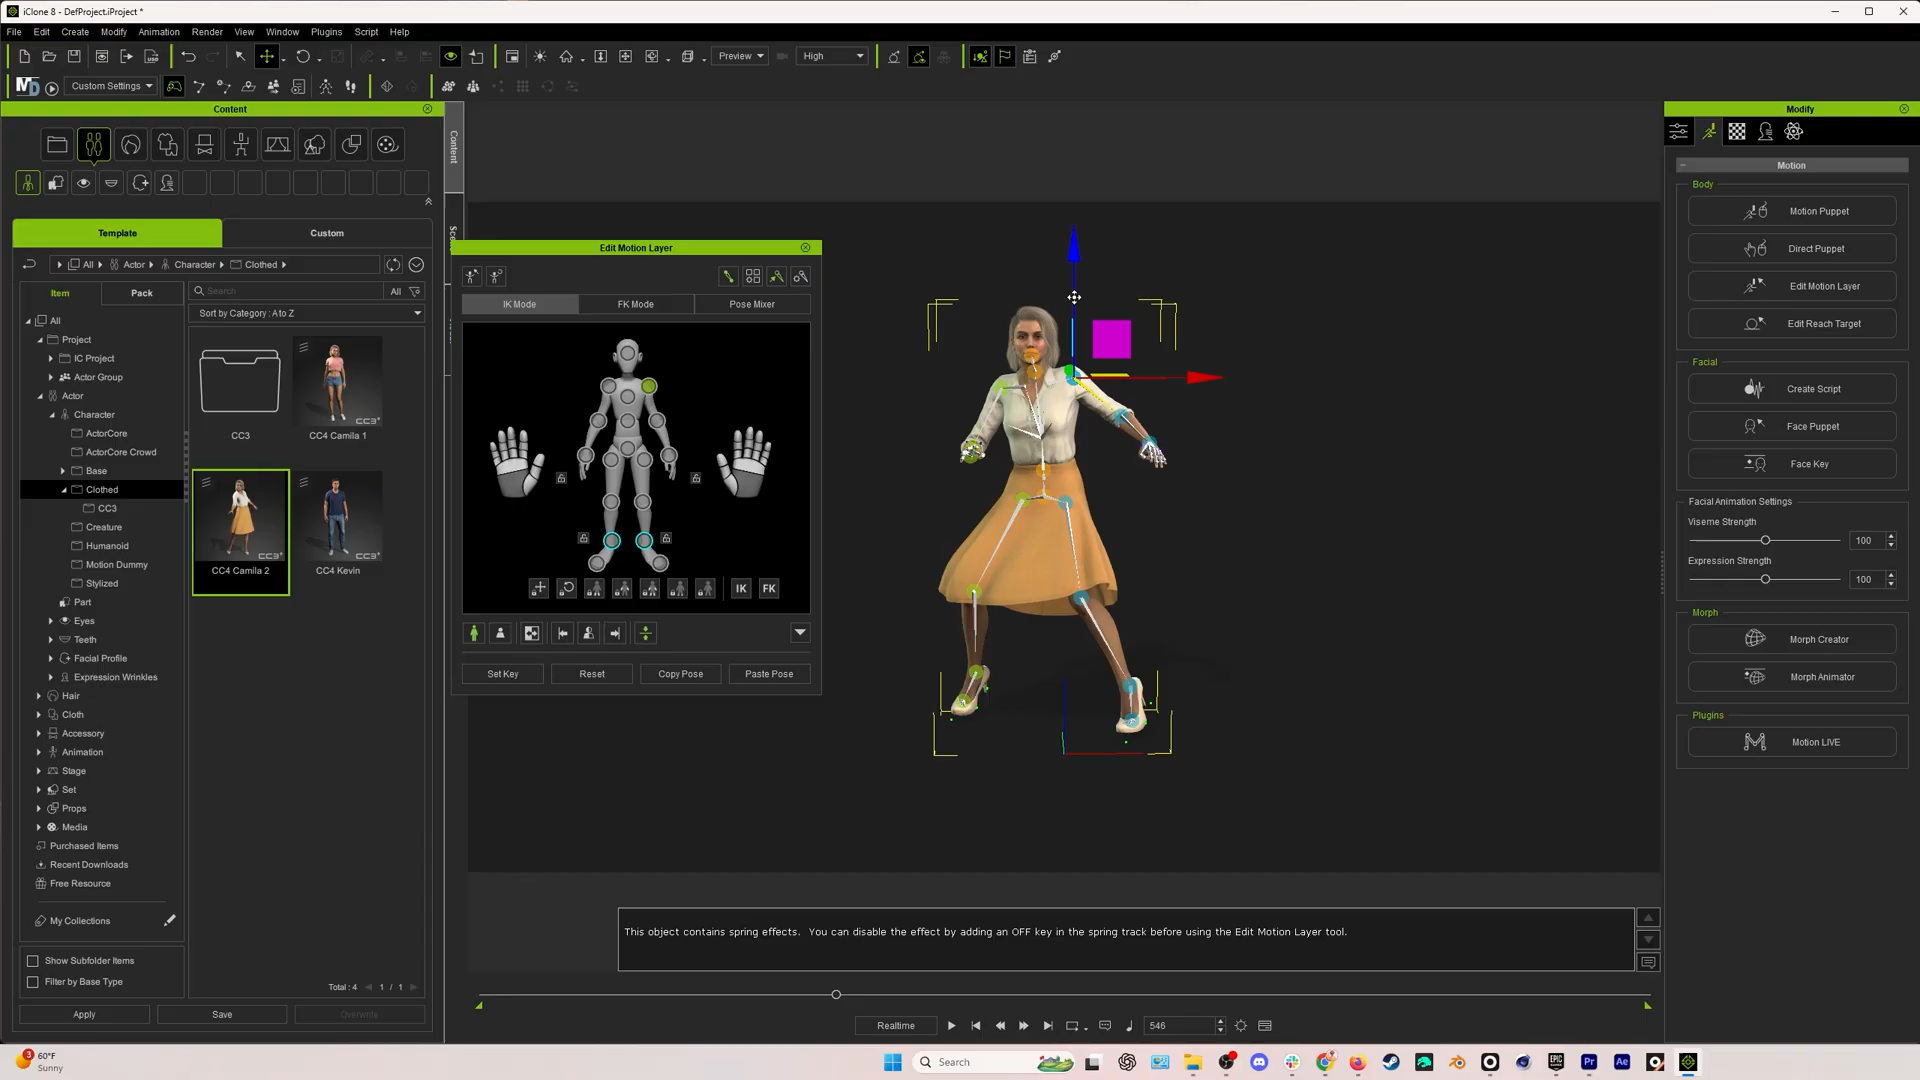 iClone 8 - DefProject.iProject *
File Edit Create Modify Animation Render View Window Plugins Script Help
Preview High
Custom Settings
Content
Content
Template Custom
All Actor Character Clothed
Item Pack
Search All
Sort by Category : A to Z
All
Project
IC Project
Actor Group
Actor
Character
ActorCore
ActorCore Crowd
Base
Clothed
CC3
Creature
Humanoid
Motion Dummy
Stylized
Part
Eyes
Teeth
Facial Profile
Expression Wrinkles
Hair
Cloth
Accessory
Animation
Stage
Set
Props
Media
Purchased Items
Recent Downloads
Free Resource
My Collections
CC3
CC4 Camila 1
CC4 Camila 2
CC4 Kevin
Show Subfolder Items
Filter by Base Type
Total : 4 1 / 1
Apply Save Overwrite
Edit Motion Layer
IK Mode FK Mode Pose Mixer
IK FK
Set Key Reset Copy Pose Paste Pose
Modify
Motion
Body
Motion Puppet
Direct Puppet
Edit Motion Layer
Edit Reach Target
Facial
Create Script
Face Puppet
Face Key
Facial Animation Settings
Viseme Strength
100
Expression Strength
100
Morph
Morph Creator
Morph Animator
Plugins
Motion LIVE
This object contains spring effects. You can disable the effect by adding an OFF key in the spring track before using the Edit Motion Layer tool.
Realtime 546
3
60°F
Sunny
Search